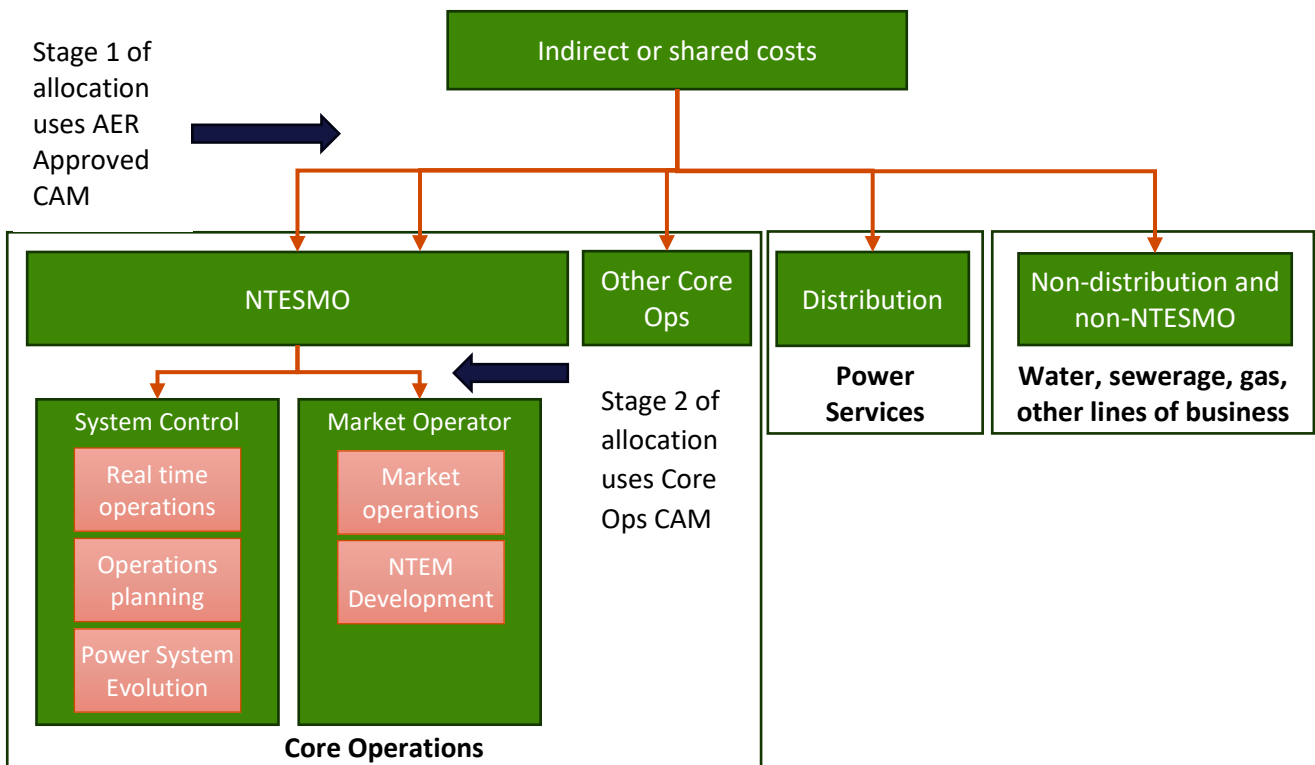 Stage 1 of
allocation
uses AER
Approved
CAM
Indirect or shared costs
NTESMO
Other Core
Ops
Distribution
Non-distribution and
non-NTESMO
Power
Services
Water, sewerage, gas,
other lines of business
Stage 2 of
allocation
uses Core
Ops CAM
System Control
Real time
operations
Operations
planning
Power System
Evolution
Market Operator
Market
operations
NTEM
Development
Core Operations